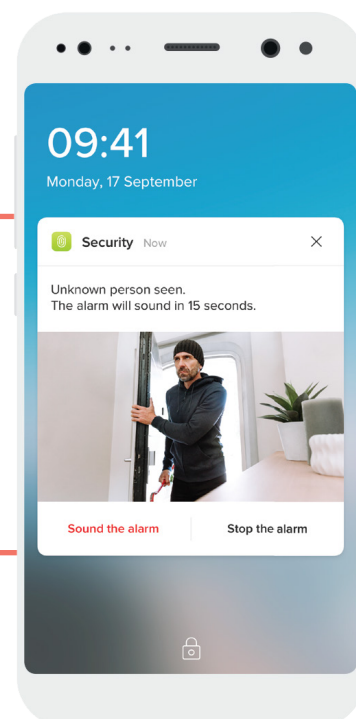 09:41
Monday, 17 September
Security Now
Unknown person seen.
The alarm will sound in 15 seconds.
Sound the alarm Stop the alarm